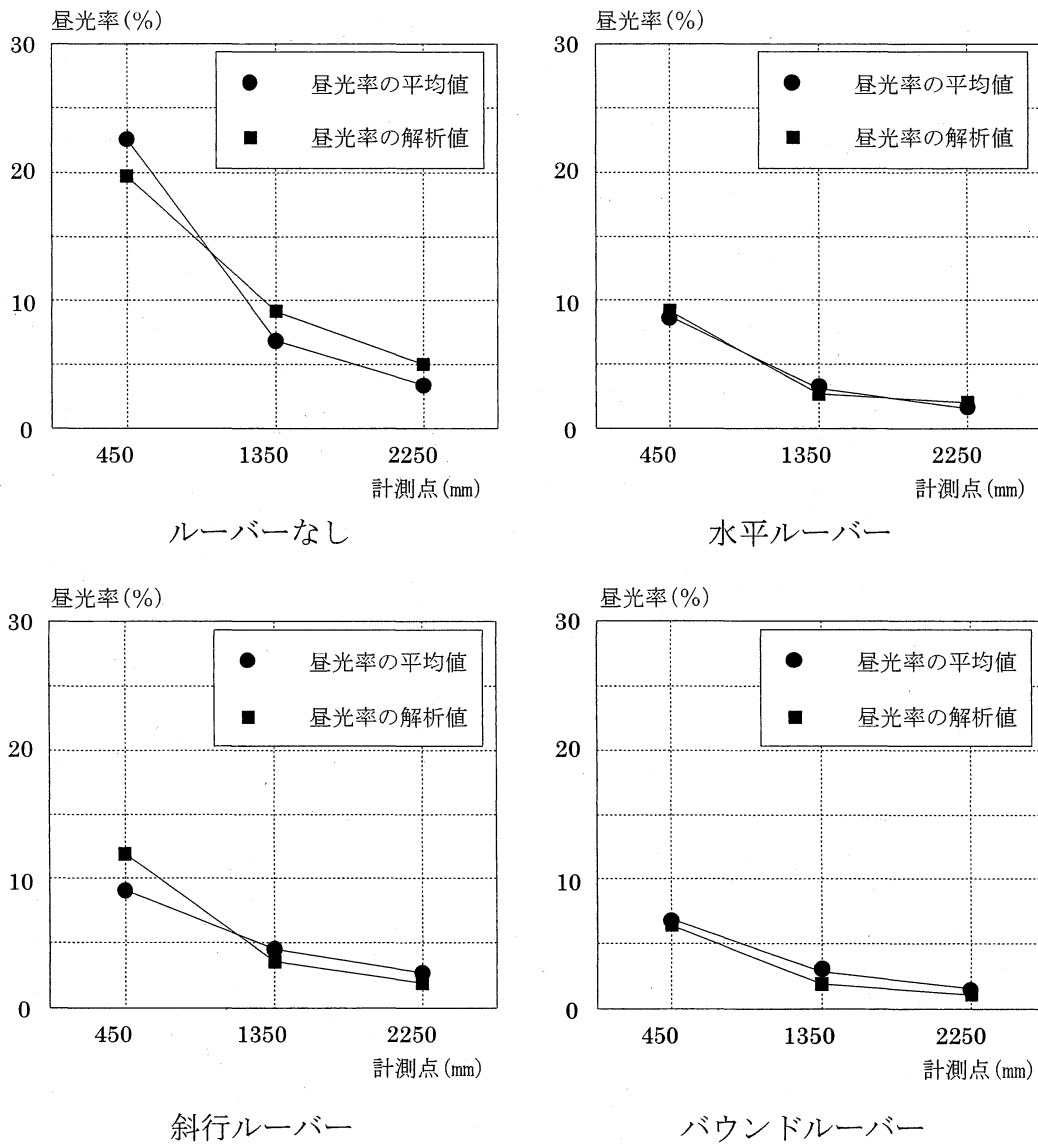 昼光率(%)
30
20
10
0
● 昼光率の平均値
■ 昼光率の解析値
450 1350 2250
計測点(mm)
ルーバーなし
昼光率(%)
30
20
10
0
● 昼光率の平均値
■ 昼光率の解析値
450 1350 2250
計測点(mm)
水平ルーバー
昼光率(%)
30
20
10
0
● 昼光率の平均値
■ 昼光率の解析値
450 1350 2250
計測点(mm)
斜行ルーバー
昼光率(%)
30
20
10
0
● 昼光率の平均値
■ 昼光率の解析値
450 1350 2250
計測点(mm)
バウンドルーバー